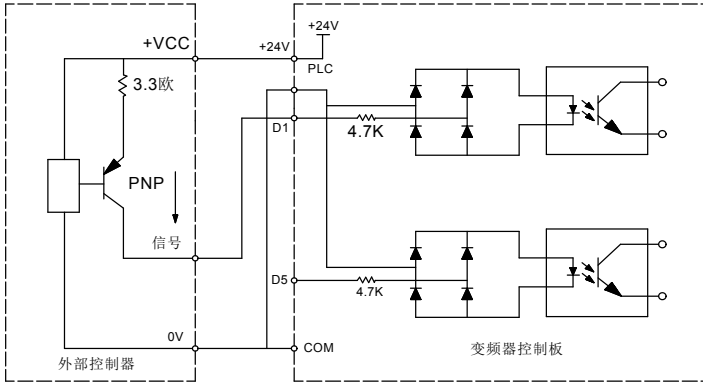 +24V
+VCC
+24V
PLC
3.3欧
D1
4.7K
PNP
信号
D5
4.7K
0V
COM
外部控制器
变频器控制板